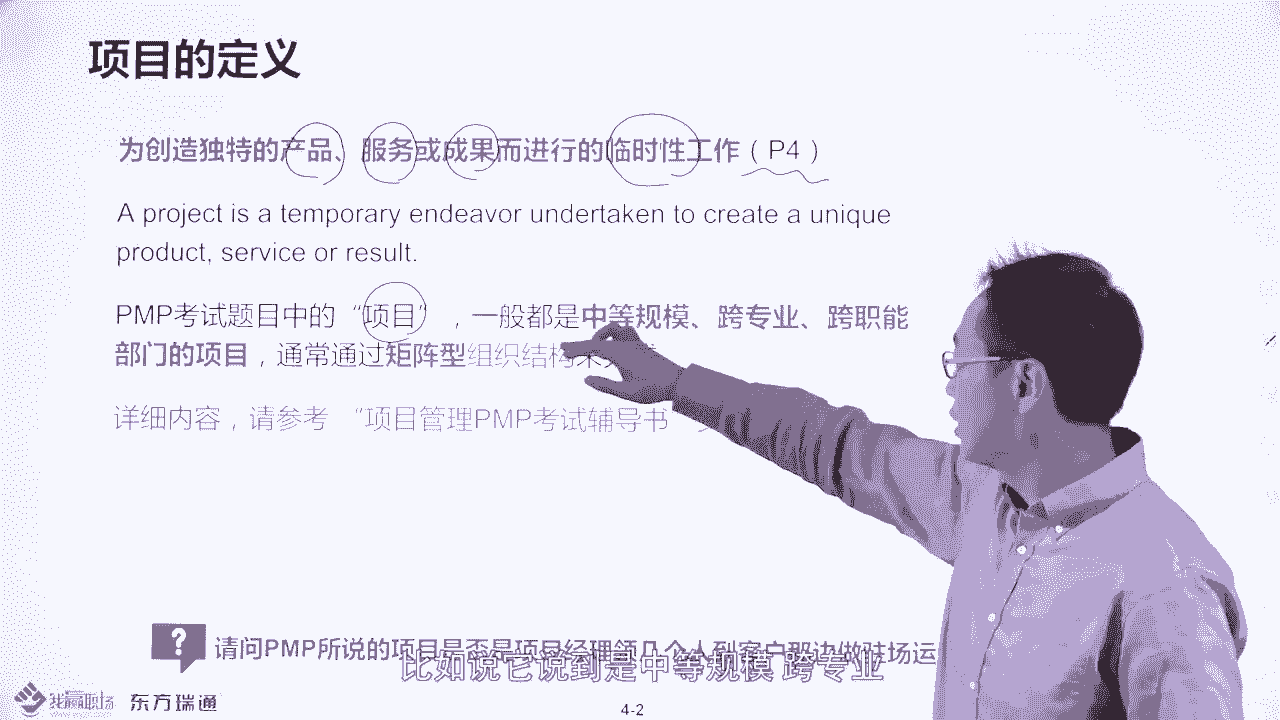 项目的定义
为创造独特的产品、服务或成果而进行的临时性工作（P4）
A project is a temporary endeavor undertaken to create a unique
product, service or result.
PMP考试题目中的“项目”，一般都是中等规模、跨专业、跨职能
部门的项目，通常通过矩阵型组织结构来
详细内容，请参考 “项目管理PMP考试辅导书
? 请问PMP所说的项目是否是项目经理领几个人到客户那边做驻场运
比如说它说到是中等规模 跨专业
我赢职场 东方瑞通
4-2